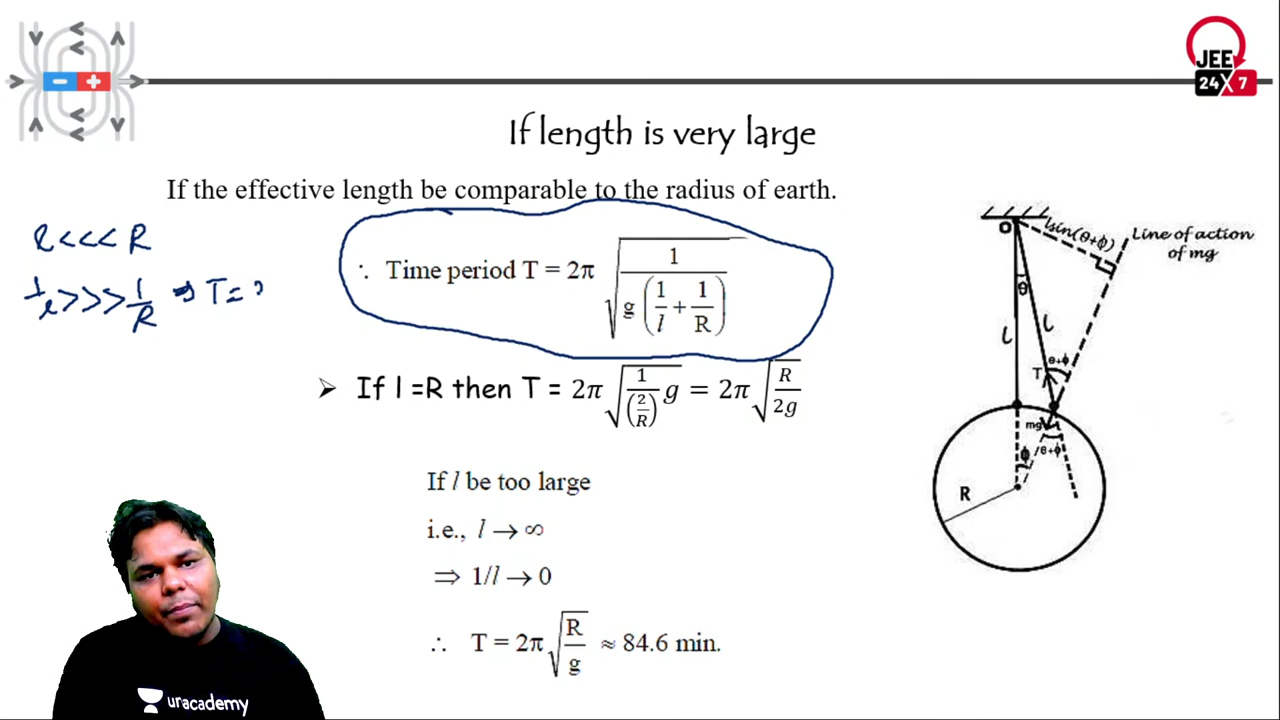 JEE
24X7
If length is very large
If the effective length be comparable to the radius of earth.
l <<< R
1/l >>> 1/R ⇒ T =
∴ Time period T = 2π √(1/(g(1/l + 1/R)))
➢ If l =R then T = 2π √(1/((2/R)) g) = 2π √(R/2g)
If l be too large
i.e., l → ∞
⇒ 1/l → 0
∴ T = 2π √(R/g) ≈ 84.6 min.
O
lsin(θ+ϕ)
Line of action
of mg
θ
l
l
θ+ϕ
T
mg
ϕ
θ+ϕ
R
uracademy